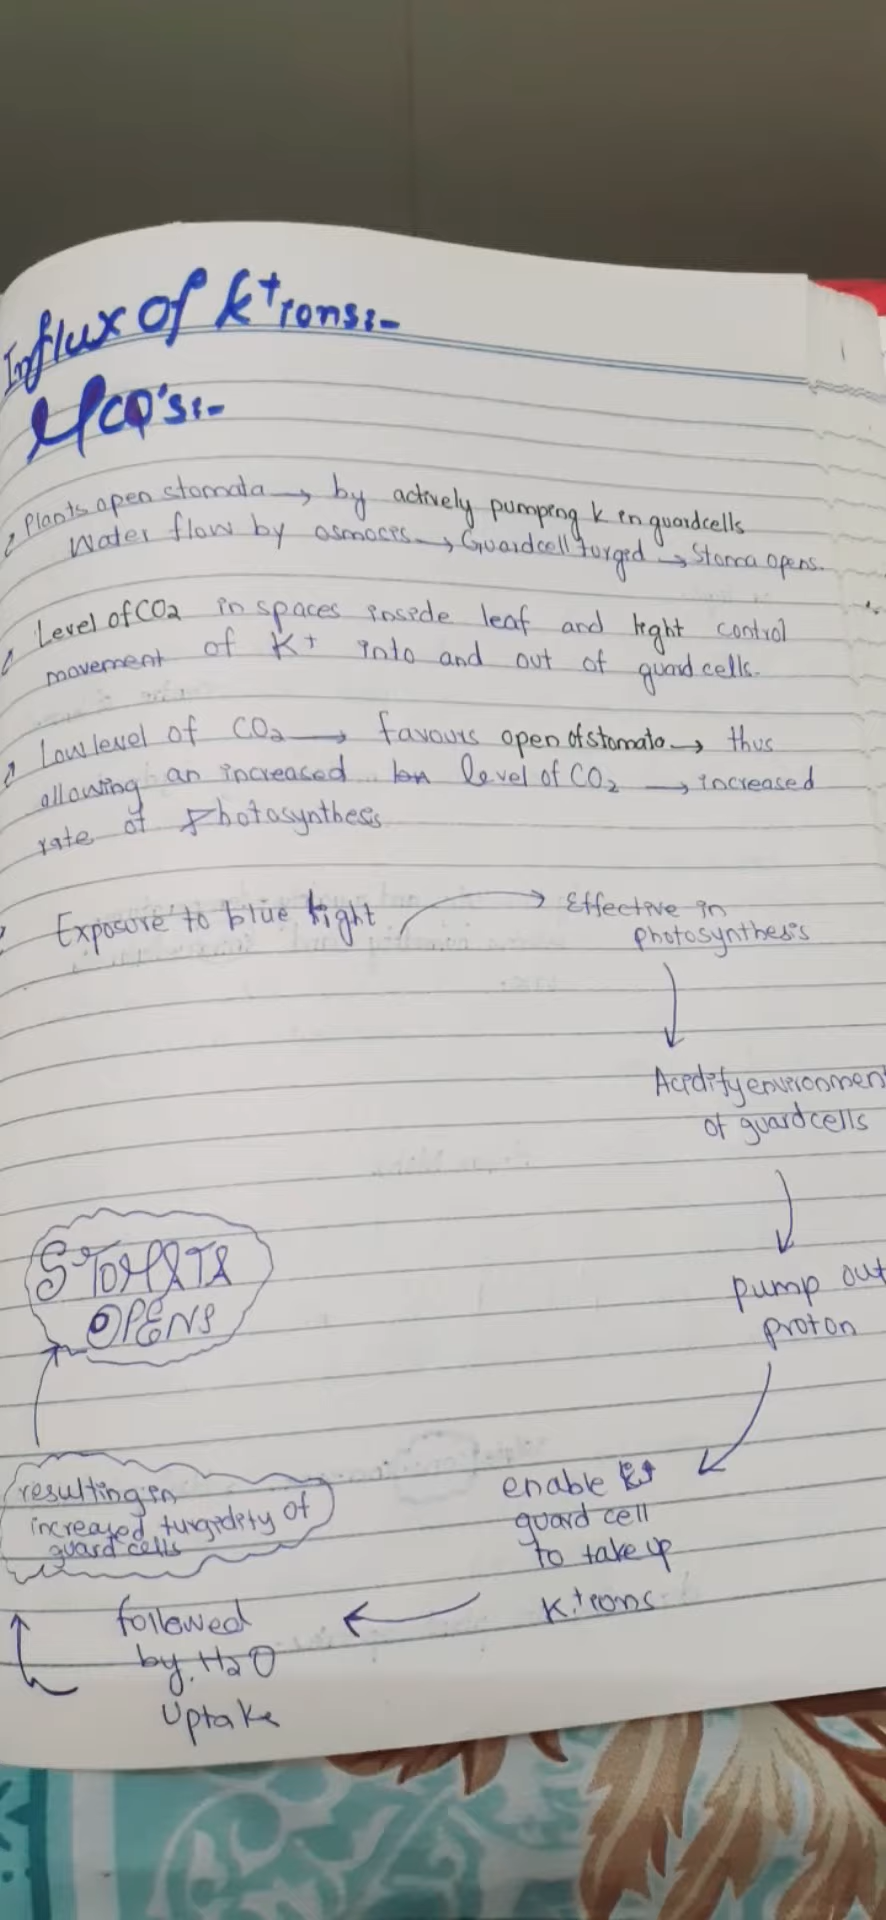 Influx of k+ ions:-
MCQ's:-
Plants open stomata → by actively pumping k in guardcells
Water flow by osmosis → Guardcell turged → Stoma opens.
Level of CO2 in spaces inside leaf and light control
movement of K+ into and out of guard cells.
Low level of CO2 → favours open of stomata → thus
allowing an increased level of CO2 → increased
rate of Photosynthesis
Exposure to blue light → Effective in
photosynthesis
Acidify environmen
of guardcells
pump out
proton
STOMATA
OPENS
enable
guard cell
to take up
K+ ions
resulting in
increased turgidity of
guard cells
followed
by H2O
Uptake